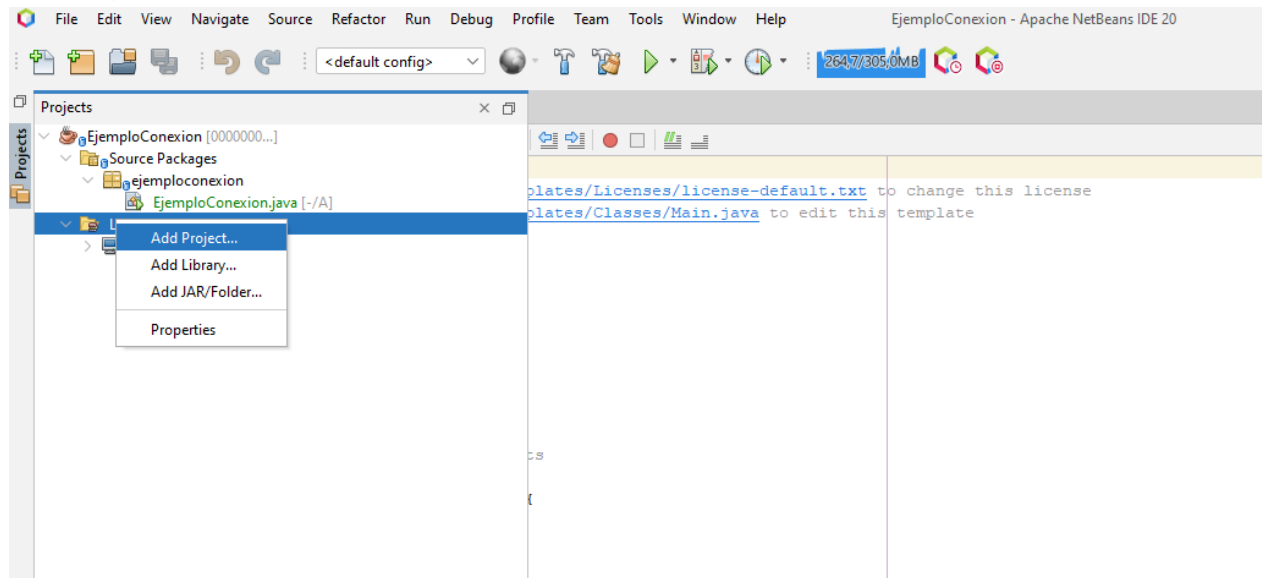 File Edit View Navigate Source Refactor Run Debug Profile Team Tools Window Help EjemploConexion - Apache NetBeans IDE 20
<default config> 264,7/305,0MB
Projects
Projects
EjemploConexion [0000000...]
Source Packages
ejemploconexion
EjemploConexion.java [-/A]
plates/Licenses/license-default.txt to change this license
plates/Classes/Main.java to edit this template
L
Add Project...
Add Library...
Add JAR/Folder...
Properties
ts
{